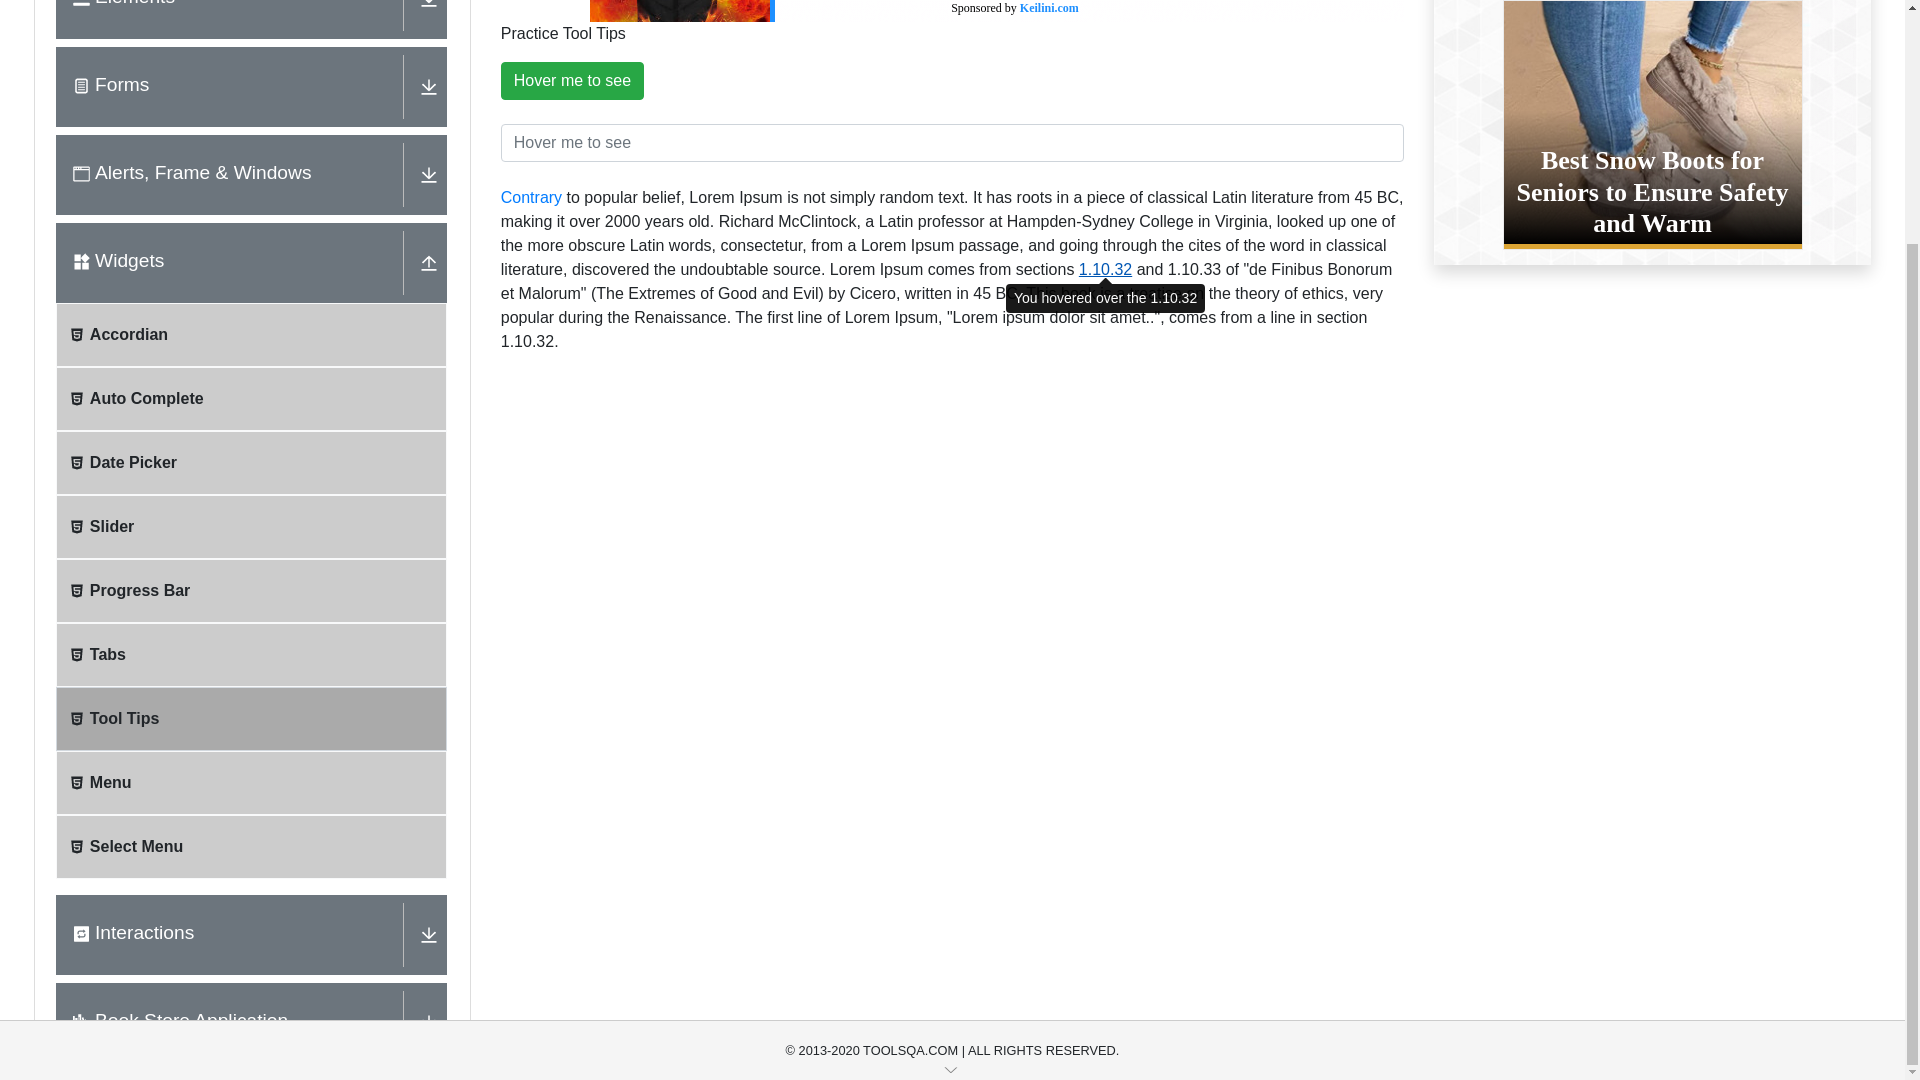 Elements
Forms
Alerts, Frame & Windows
Widgets
Accordian
Auto Complete
Date Picker
Slider
Progress Bar
Tabs
Tool Tips
Menu
Select Menu
Interactions
Book Store Application
Sponsored by Keilini.com
Practice Tool Tips
Hover me to see
Hover me to see
Contrary to popular belief, Lorem Ipsum is not simply random text. It has roots in a piece of classical Latin literature from 45 BC,
making it over 2000 years old. Richard McClintock, a Latin professor at Hampden-Sydney College in Virginia, looked up one of
the more obscure Latin words, consectetur, from a Lorem Ipsum passage, and going through the cites of the word in classical
literature, discovered the undoubtable source. Lorem Ipsum comes from sections 1.10.32 and 1.10.33 of "de Finibus Bonorum
et Malorum" (The Extremes of Good and Evil) by Cicero, written in 45 BC. the theory of ethics, very
You hovered over the 1.10.32
popular during the Renaissance. The first line of Lorem Ipsum, "Lorem ipsum dolor sit amet..", comes from a line in section
1.10.32.
Best Snow Boots for
Seniors to Ensure Safety
and Warm
© 2013-2020 TOOLSQA.COM | ALL RIGHTS RESERVED.